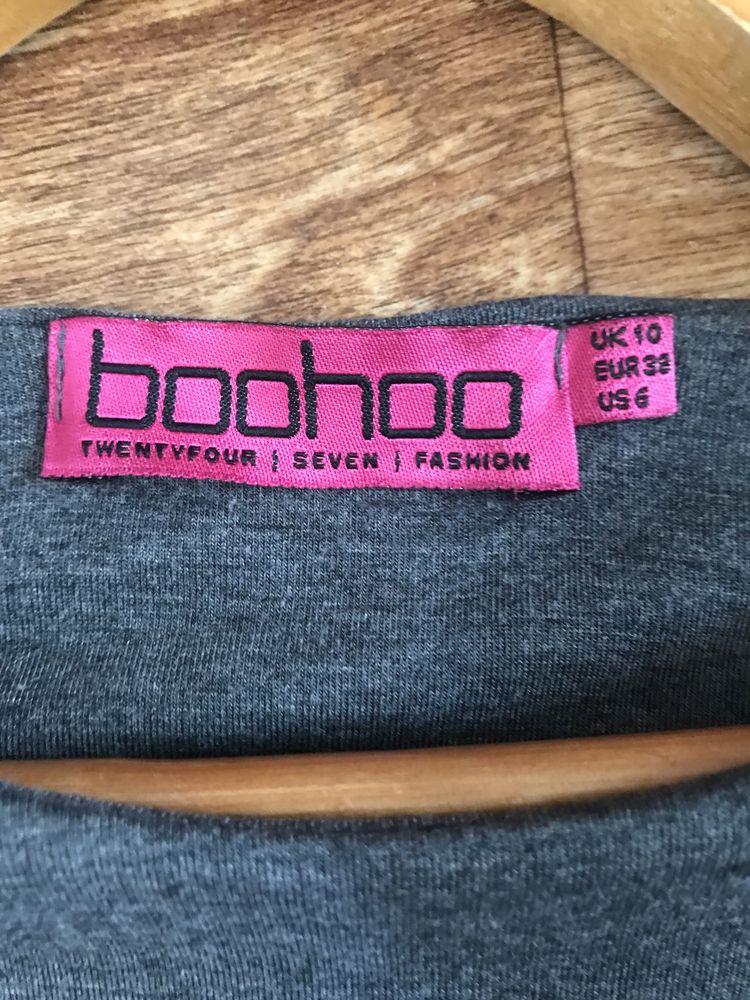 boohoo
TWENTYFOUR | SEVEN | FASHION
UK 10
EUR 38
US 6